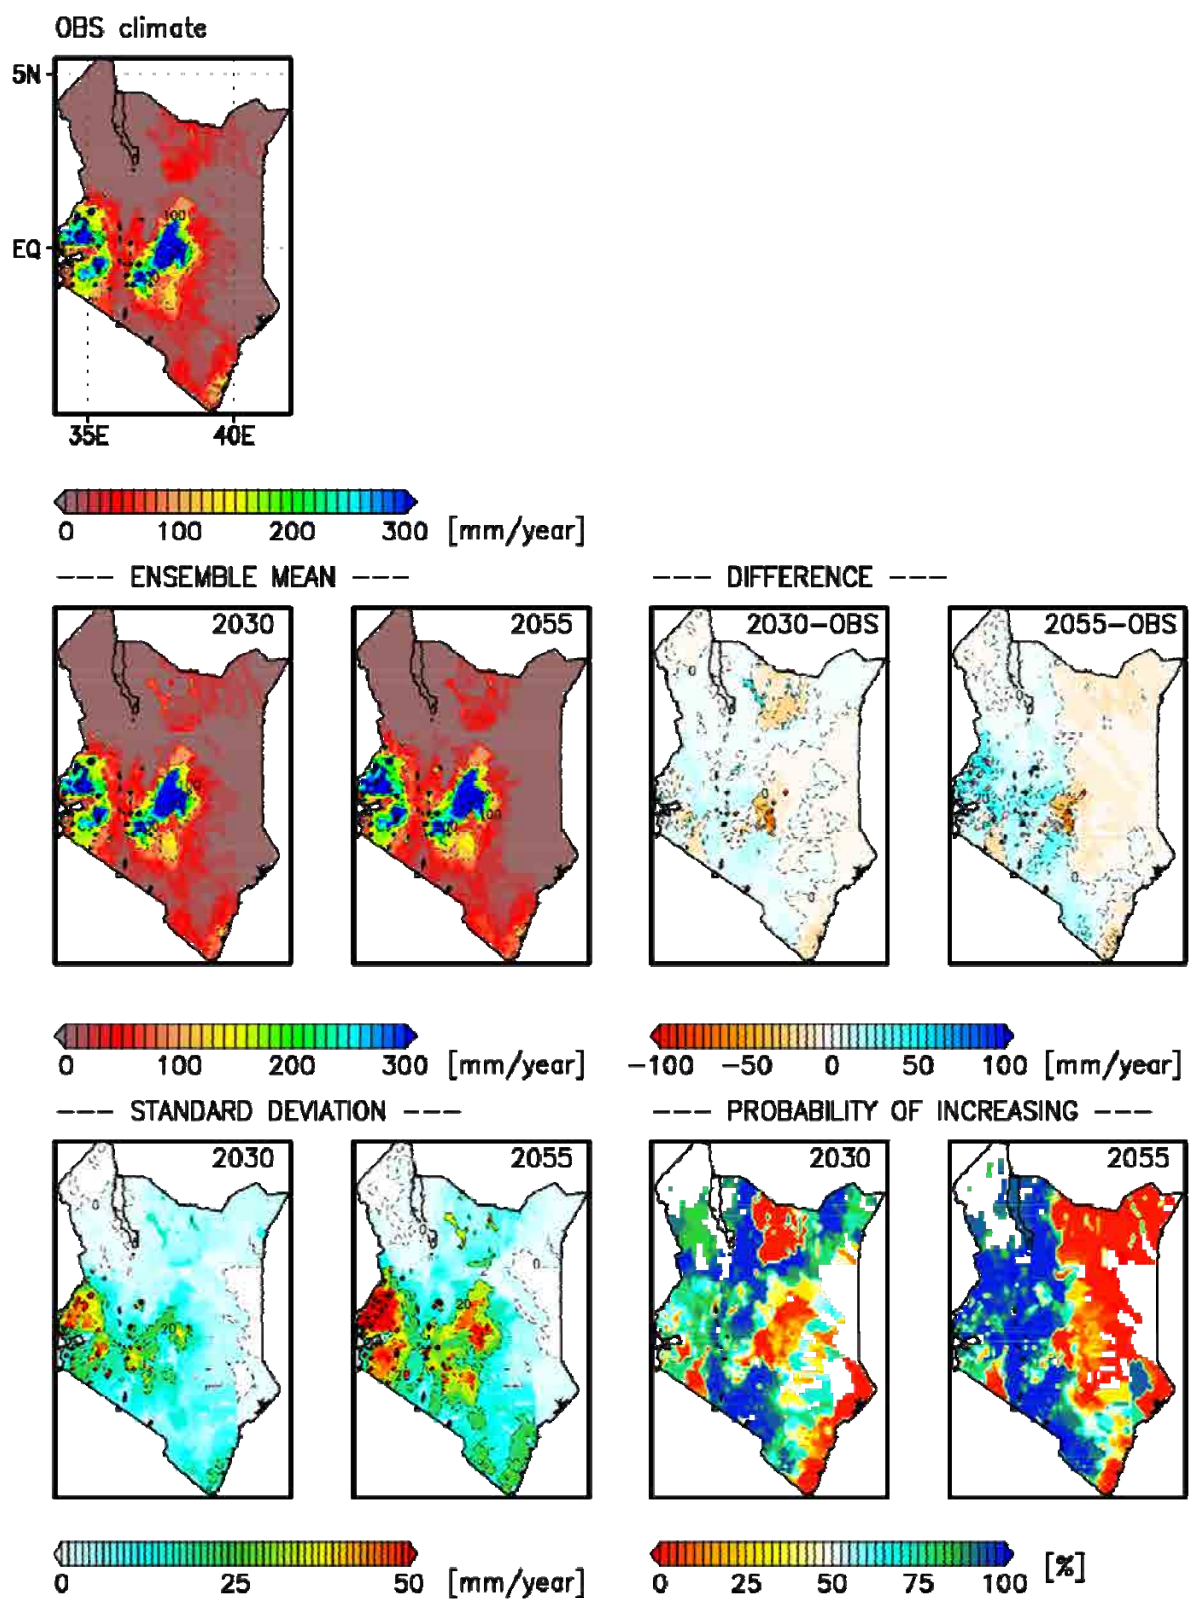 OBS climate
5N
EQ
100
35E 40E
0 100 200 300 [mm/year]
--- ENSEMBLE MEAN --- --- DIFFERENCE ---
2030 2055 2030-OBS 2055-OBS
0 100 200 300 [mm/year] -100 -50 0 50 100 [mm/year]
--- STANDARD DEVIATION --- --- PROBABILITY OF INCREASING ---
2030 2055 2030 2055
0 25 50 [mm/year] 0 25 50 75 100 [%]